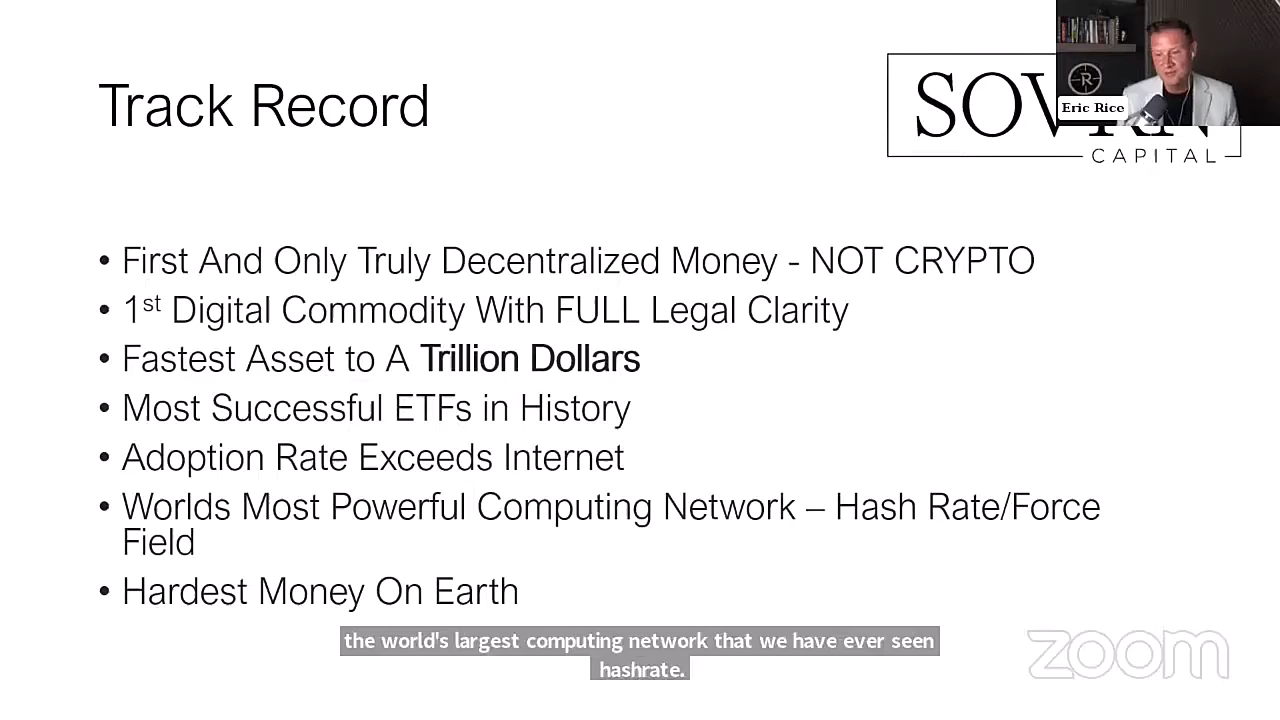 Track Record
SOV RN
CAPITAL
Eric Rice
R
• First And Only Truly Decentralized Money - NOT CRYPTO
• 1st Digital Commodity With FULL Legal Clarity
• Fastest Asset to A Trillion Dollars
• Most Successful ETFs in History
• Adoption Rate Exceeds Internet
• Worlds Most Powerful Computing Network – Hash Rate/Force
Field
• Hardest Money On Earth
the world's largest computing network that we have ever seen
hashrate.
zoom